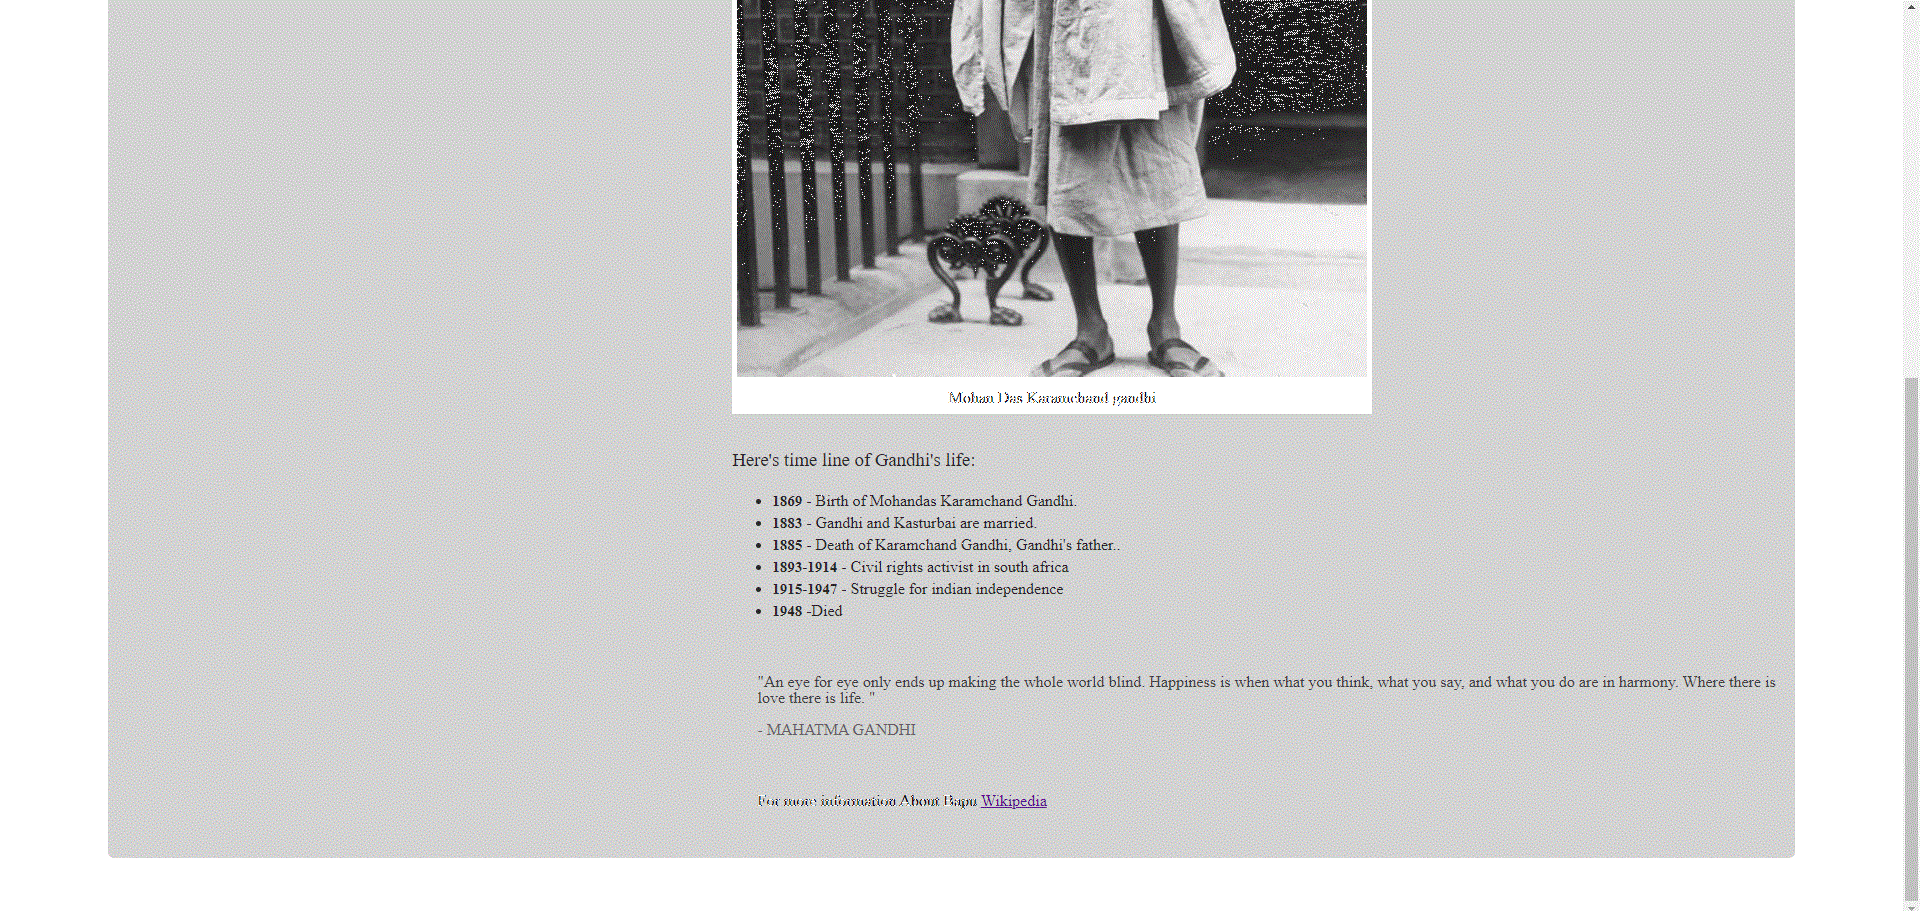 Mohan Das Karamchand gandhi
Here's time line of Gandhi's life:
1869 - Birth of Mohandas Karamchand Gandhi.
1883 - Gandhi and Kasturbai are married.
1885 - Death of Karamchand Gandhi, Gandhi's father..
1893-1914 - Civil rights activist in south africa
1915-1947 - Struggle for indian independence
1948 -Died
"An eye for eye only ends up making the whole world blind. Happiness is when what you think, what you say, and what you do are in harmony. Where there is
love there is life. "
- MAHATMA GANDHI
For more information About Bapu Wikipedia